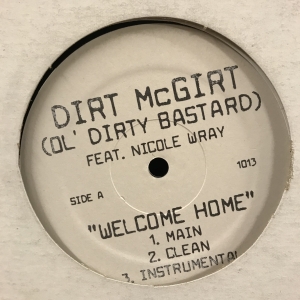 DIRT McGIRT
(OL' DIRTY BASTARD)
FEAT. NICOLE WRAY
SIDE A
1013
"WELCOME HOME"
1. MAIN
2. CLEAN
3. INSTRUMENTAL